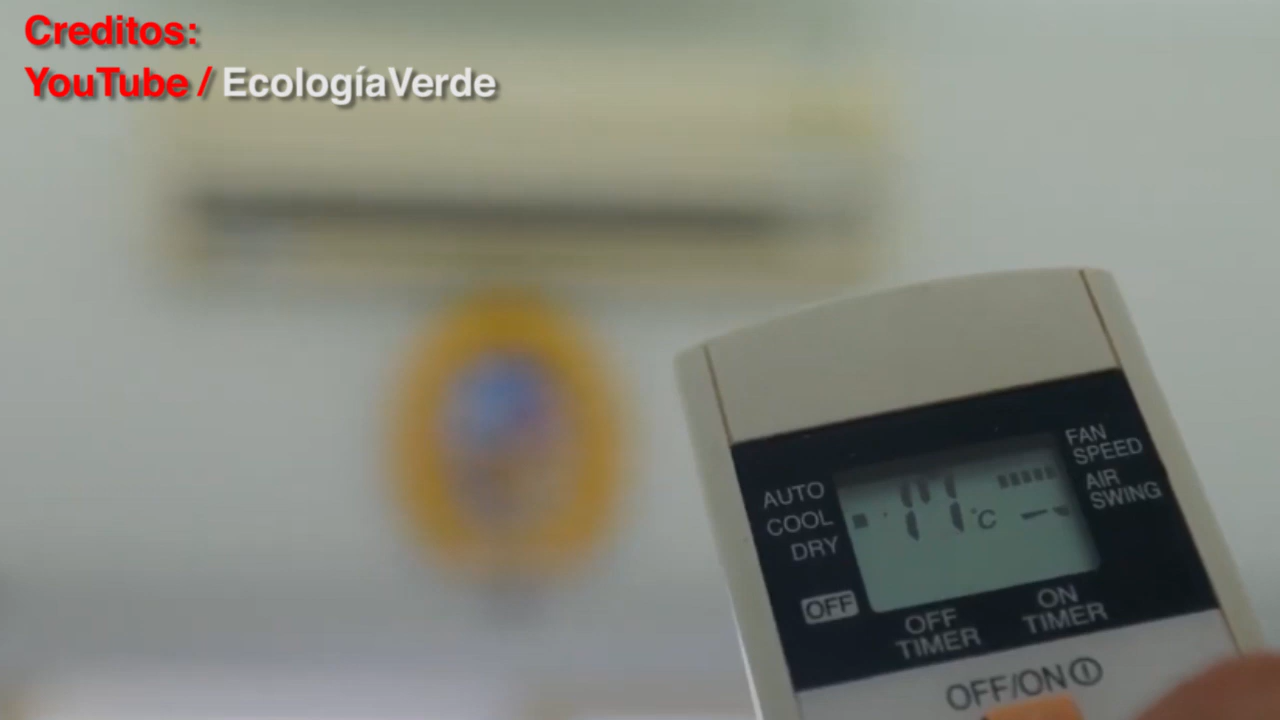 Creditos:
YouTube / EcologíaVerde
FAN
SPEED
AIR
SWING
AUTO
COOL
DRY
°C
OFF
OFF
TIMER
ON
TIMER
OFF/ON